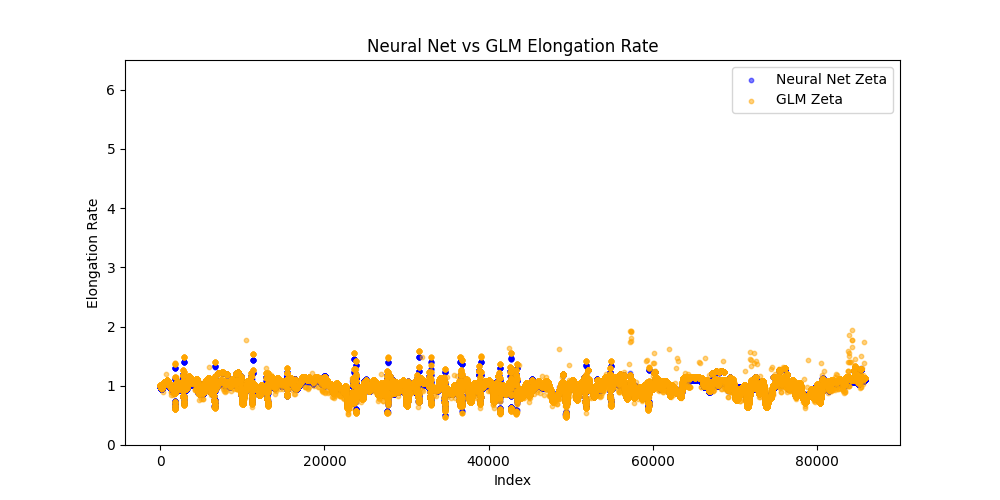 Neural Net vs GLM Elongation Rate
Neural Net Zeta
GLM Zeta
Elongation Rate
6
5
4
3
2
1
0
0 20000 40000 60000 80000
Index